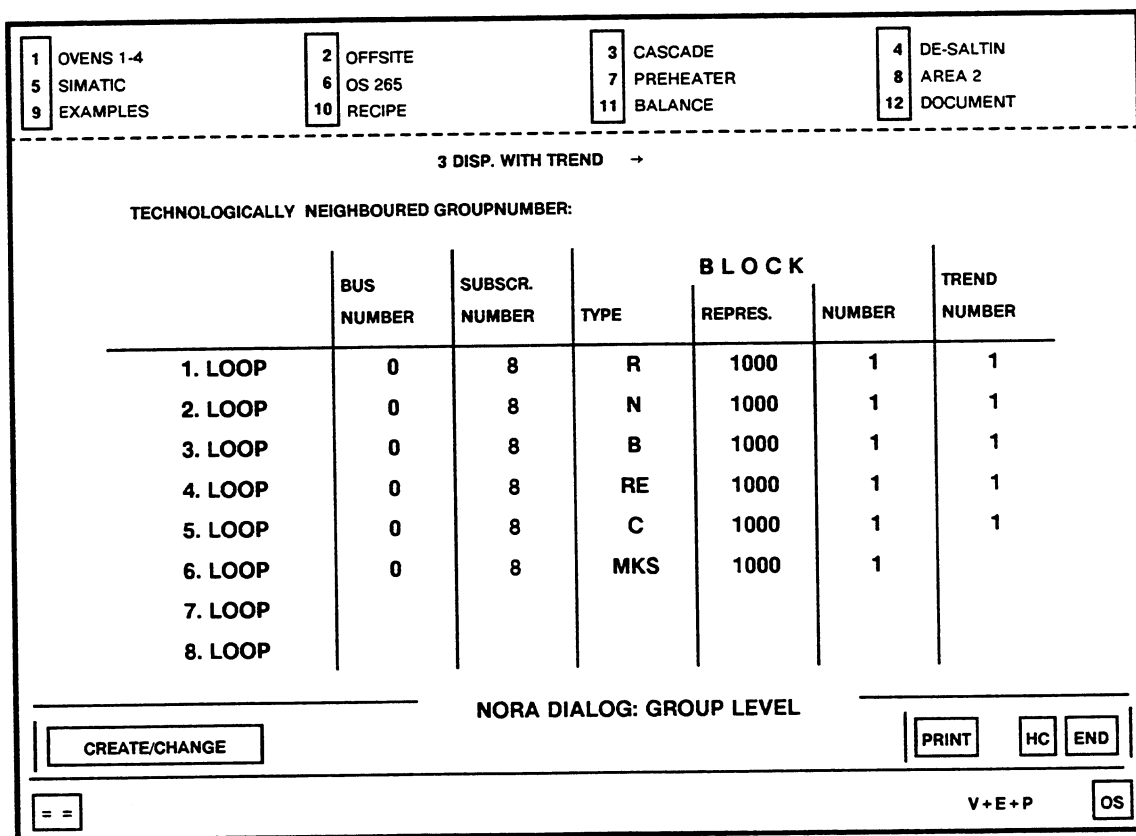 1 OVENS 1-4 2 OFFSITE 3 CASCADE 4 DE-SALTIN
5 SIMATIC 6 OS 265 7 PREHEATER 8 AREA 2
9 EXAMPLES 10 RECIPE 11 BALANCE 12 DOCUMENT
3 DISP. WITH TREND →
TECHNOLOGICALLY NEIGHBOURED GROUPNUMBER:
BLOCK
BUS SUBSCR. TREND
NUMBER NUMBER TYPE REPRES. NUMBER NUMBER
1. LOOP 0 8 R 1000 1 1
2. LOOP 0 8 N 1000 1 1
3. LOOP 0 8 B 1000 1 1
4. LOOP 0 8 RE 1000 1 1
5. LOOP 0 8 C 1000 1 1
6. LOOP 0 8 MKS 1000 1
7. LOOP
8. LOOP
NORA DIALOG: GROUP LEVEL
CREATE/CHANGE PRINT HC END
= = V+E+P OS